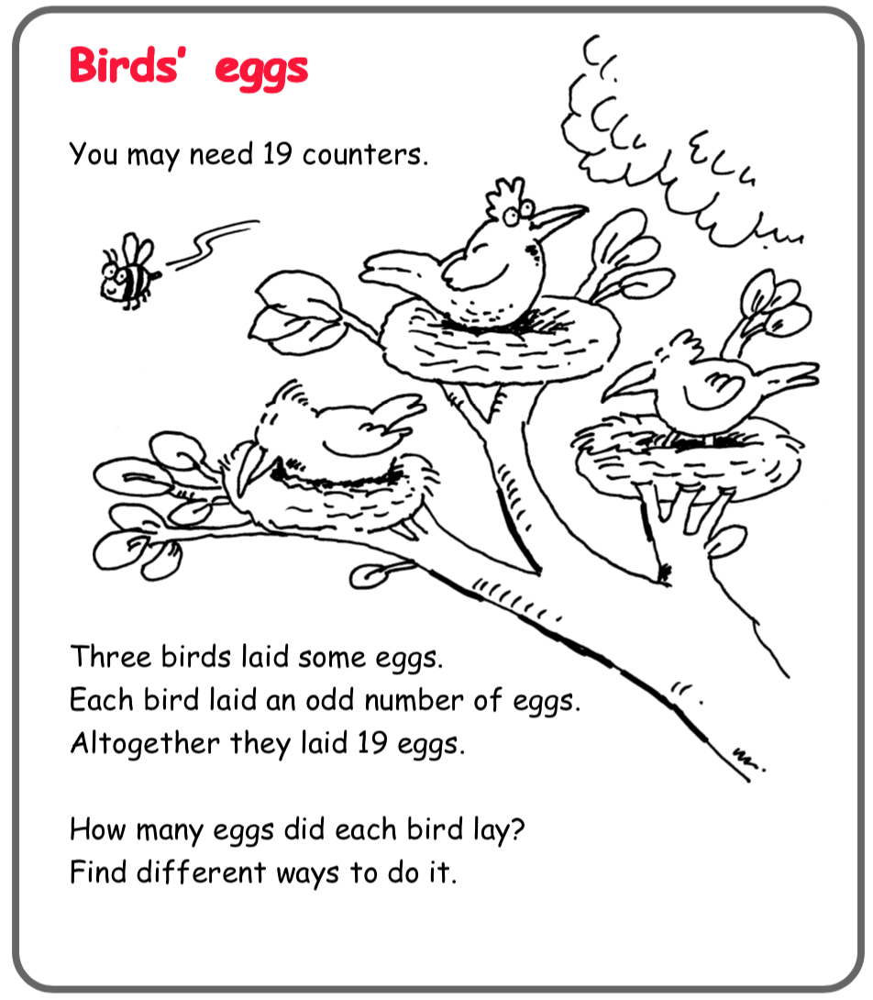 Birds' eggs
You may need 19 counters.
Three birds laid some eggs.
Each bird laid an odd number of eggs.
Altogether they laid 19 eggs.
How many eggs did each bird lay?
Find different ways to do it.